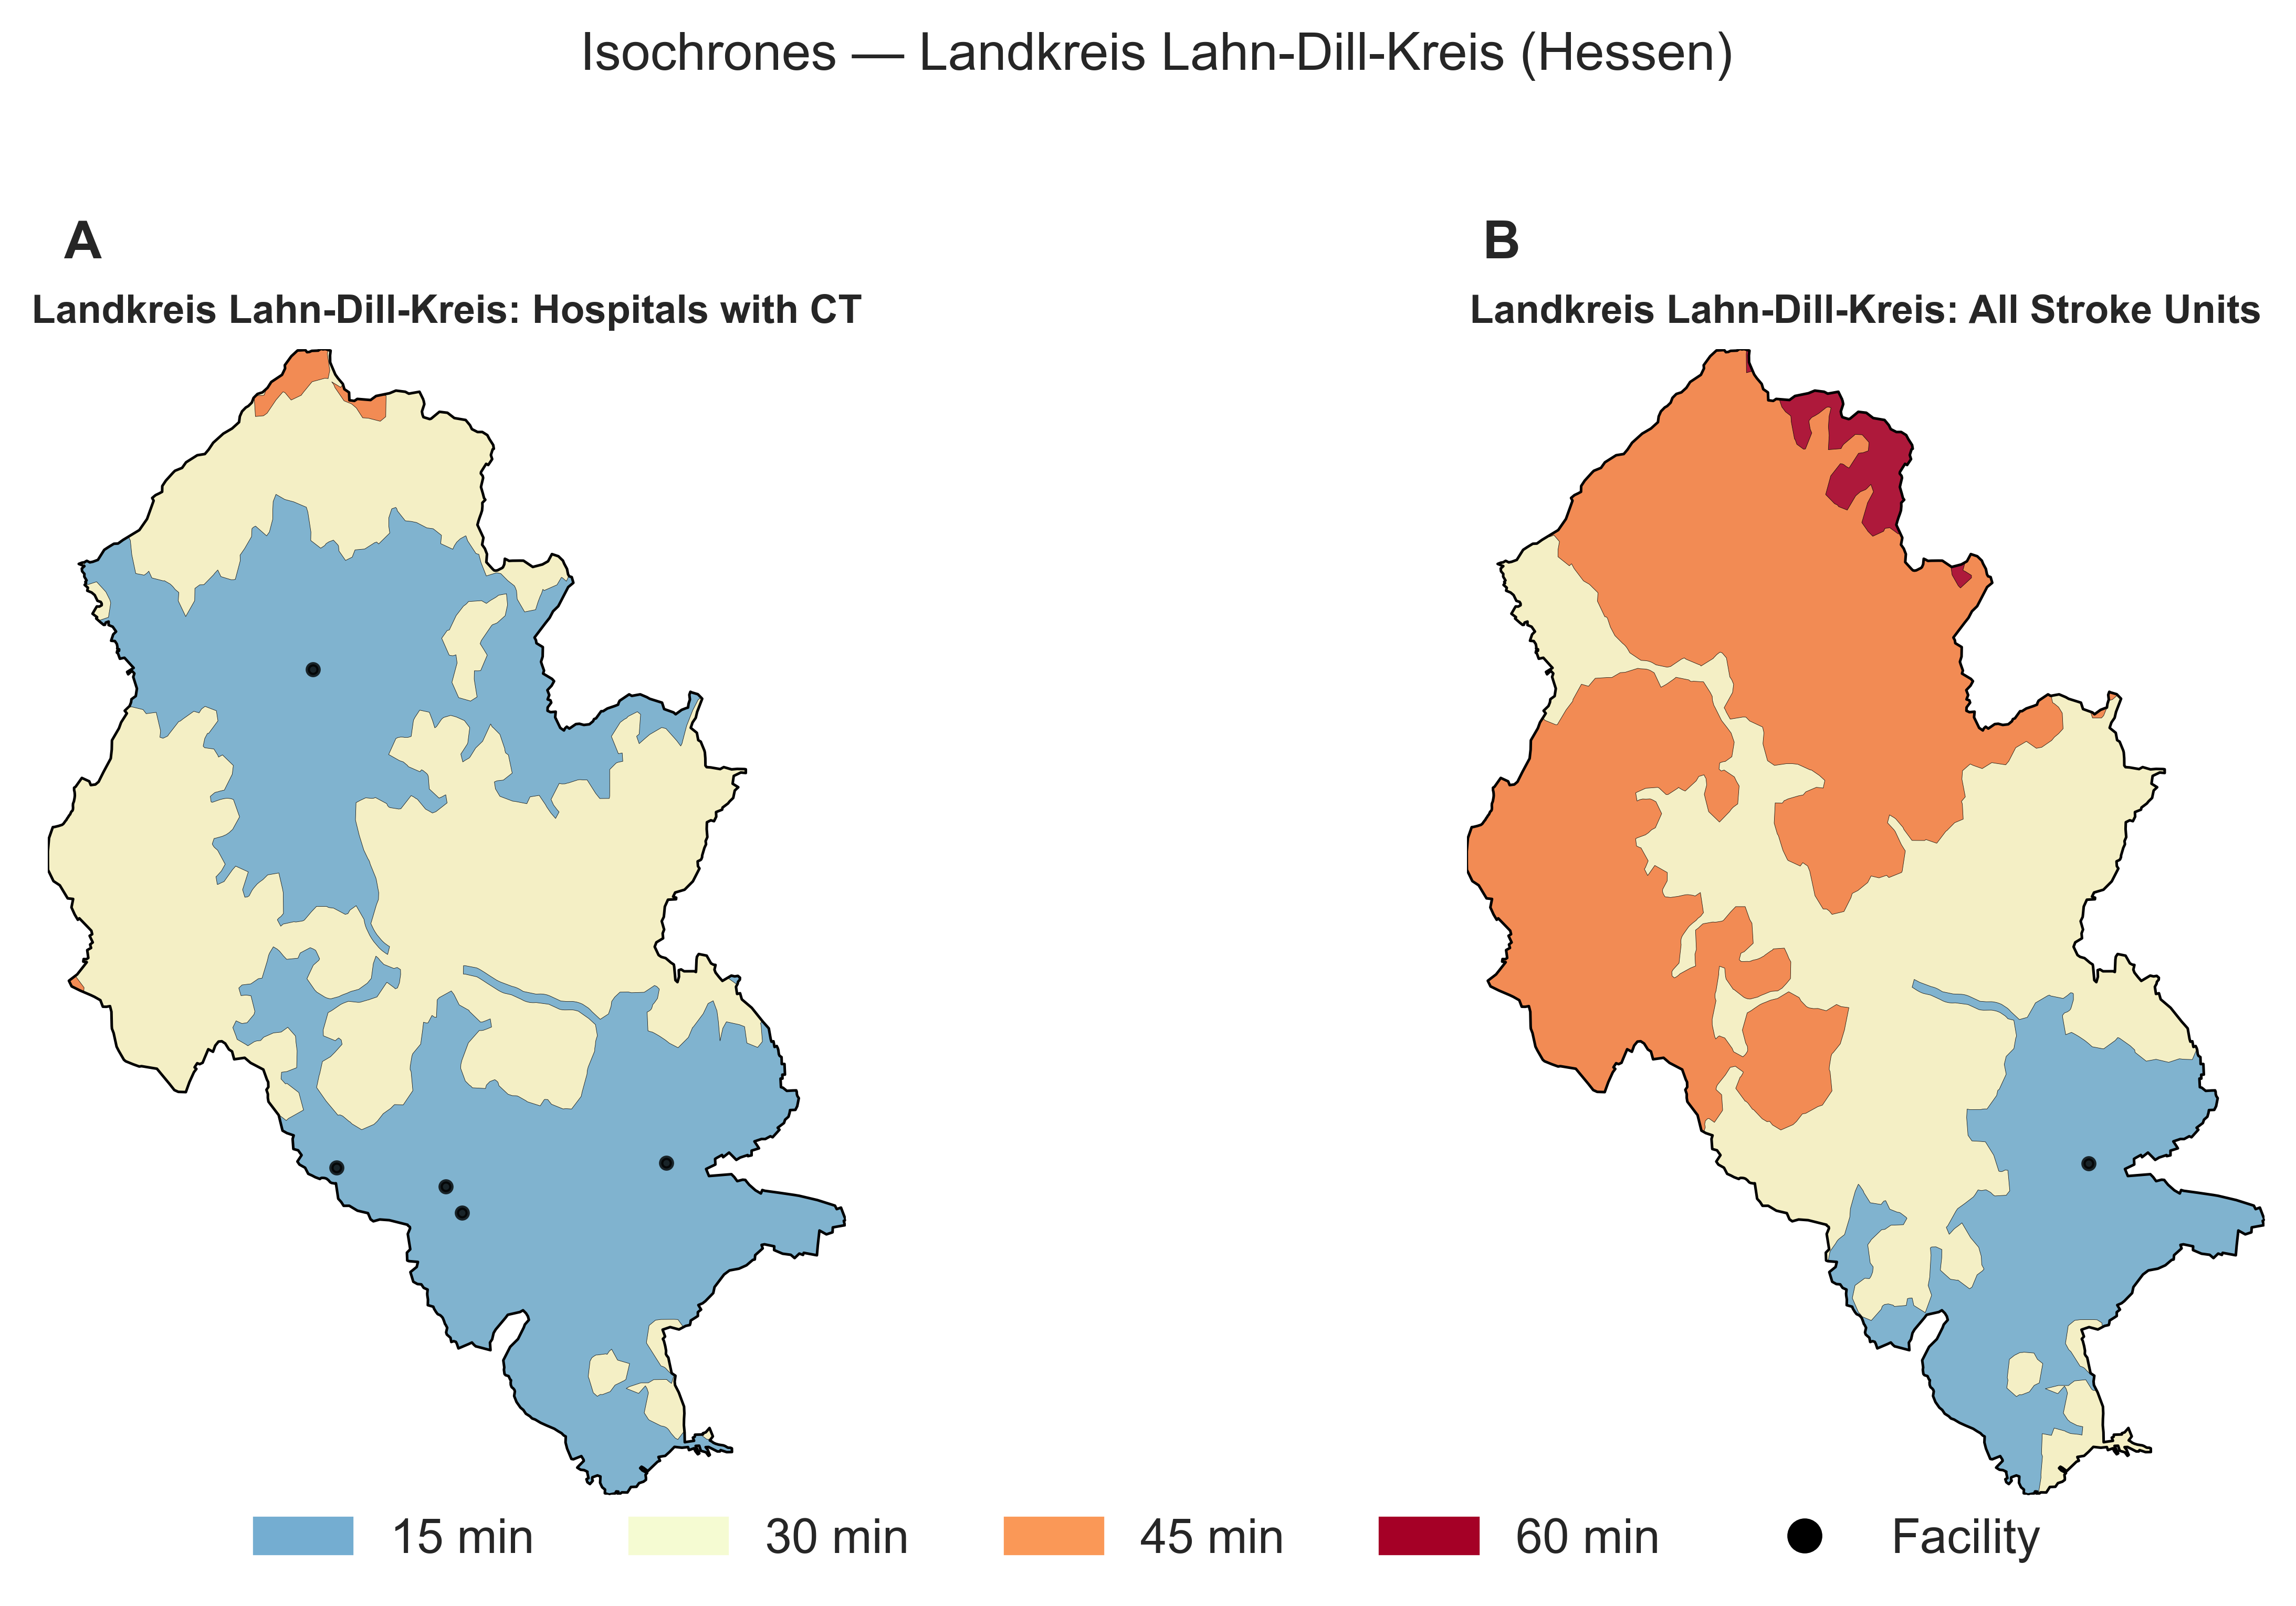 Isochrones — Landkreis Lahn-Dill-Kreis (Hessen)
A
Landkreis Lahn-Dill-Kreis: Hospitals with CT
B
Landkreis Lahn-Dill-Kreis: All Stroke Units
15 min
30 min
45 min
60 min
Facility